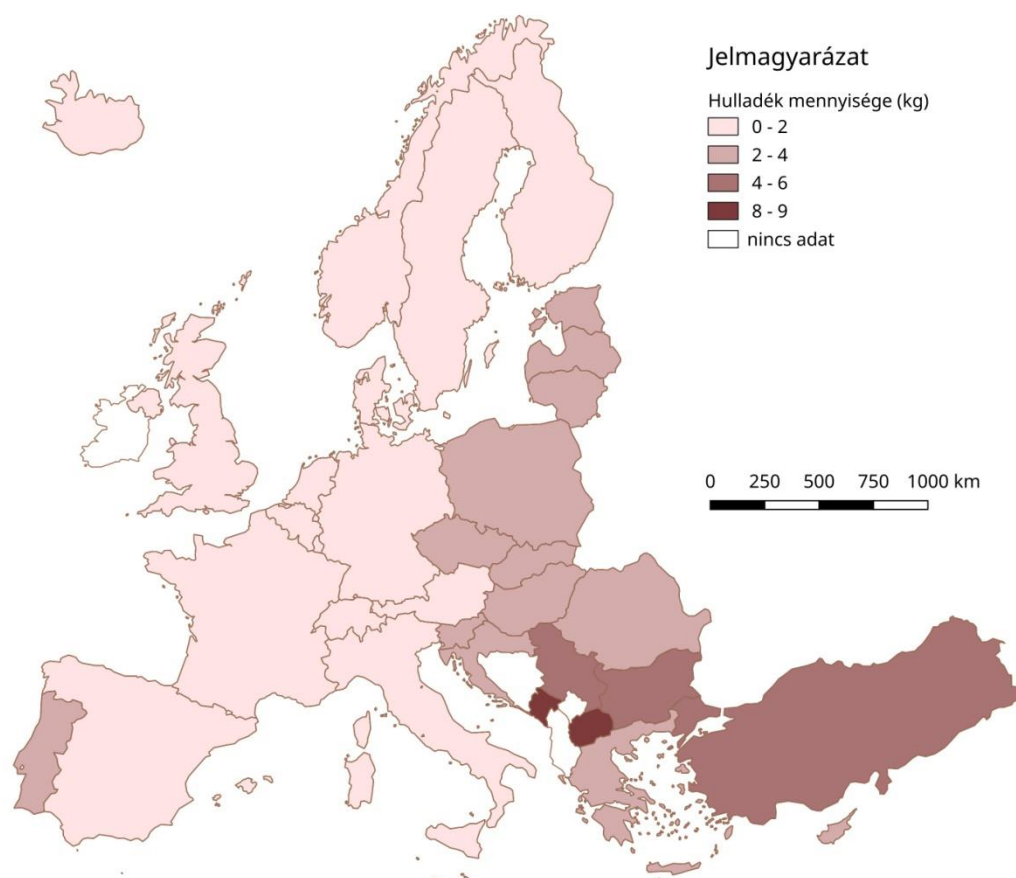 Jelmagyarázat
Hulladék mennyisége (kg)
0 - 2
2 - 4
4 - 6
8 - 9
nincs adat
0 250 500 750 1000 km